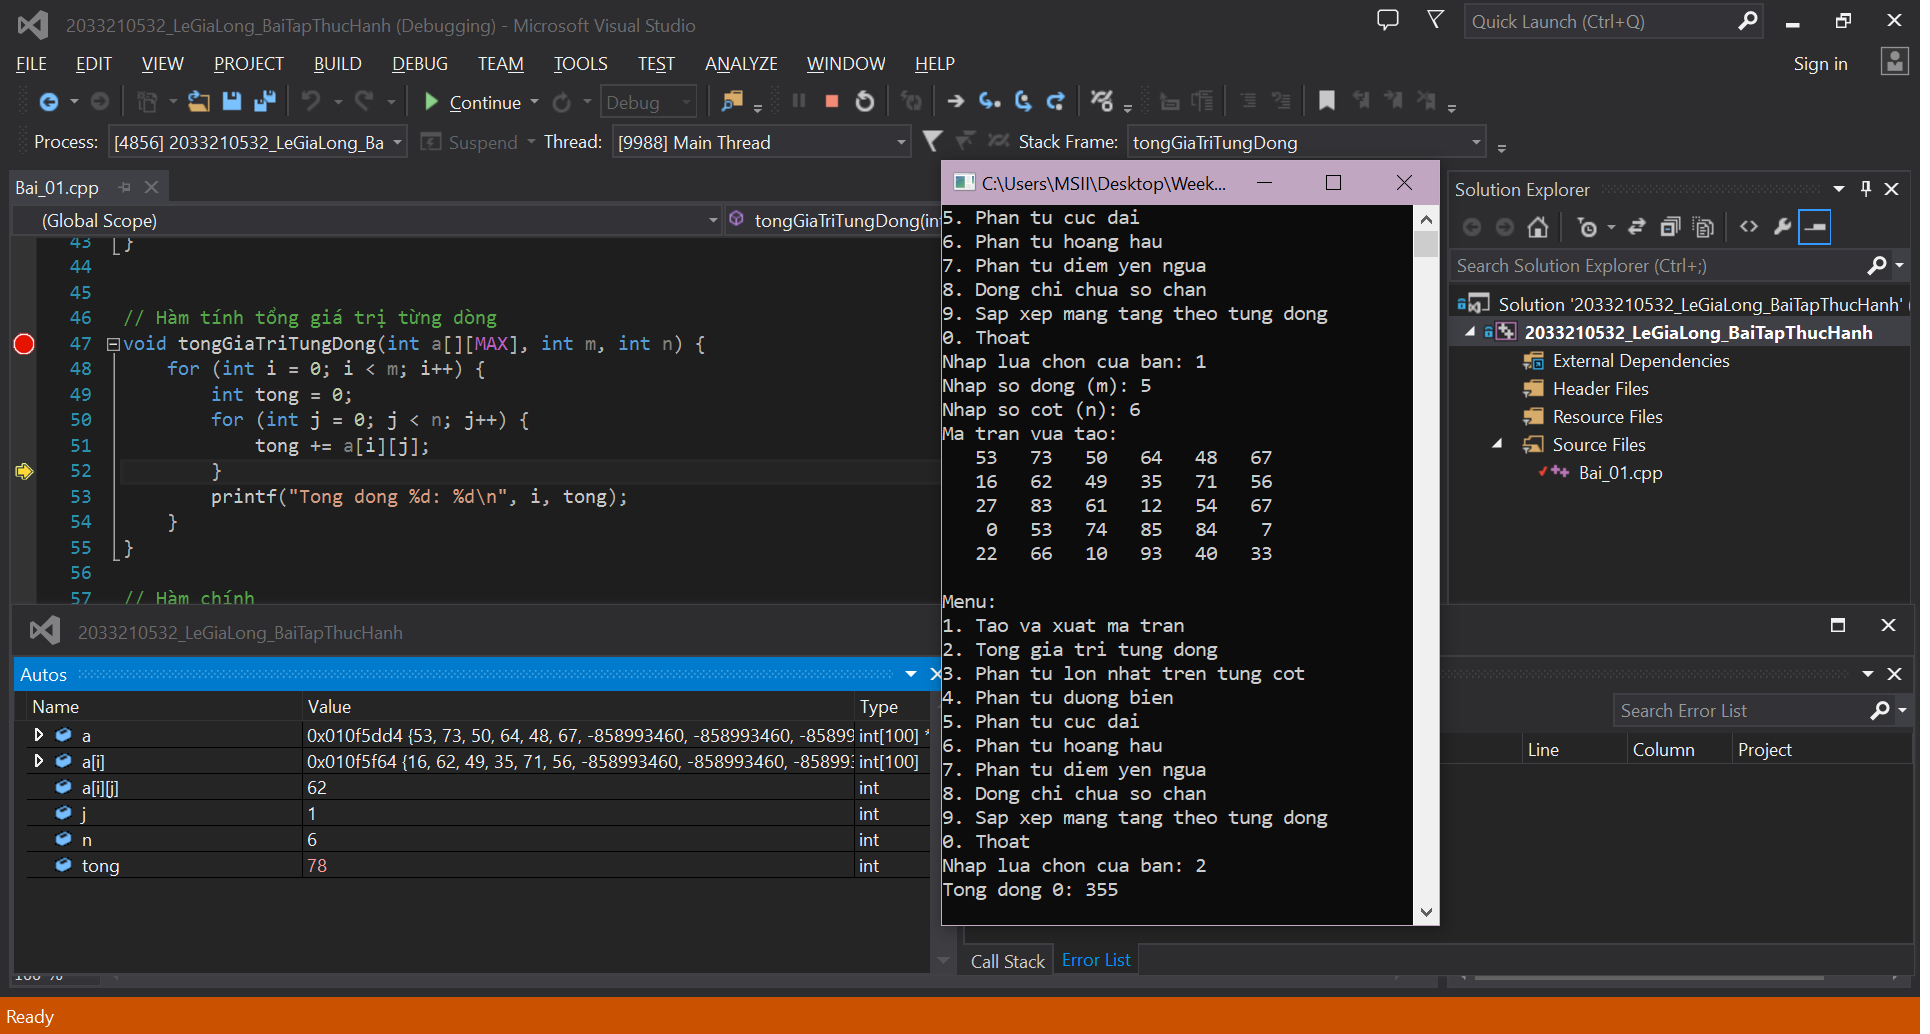 2033210532_LeGiaLong_BaiTapThucHanh (Debugging) - Microsoft Visual Studio
Quick Launch (Ctrl+Q)
FILE EDIT VIEW PROJECT BUILD DEBUG TEAM TOOLS TEST ANALYZE WINDOW HELP
Sign in
Continue Debug
Process: [4856] 2033210532_LeGiaLong_Ba Suspend Thread: [9988] Main Thread Stack Frame: tongGiaTriTungDong
Bai_01.cpp
(Global Scope) tongGiaTriTungDong(in
43 }
44
45
46 // Hàm tính tổng giá trị từng dòng
47 void tongGiaTriTungDong(int a[][MAX], int m, int n) {
48 for (int i = 0; i < m; i++) {
49 int tong = 0;
50 for (int j = 0; j < n; j++) {
51 tong += a[i][j];
52 }
53 printf("Tong dong %d: %d\n", i, tong);
54 }
55 }
56
57 // Hàm chính
C:\Users\MSII\Desktop\Week...
5. Phan tu cuc dai
6. Phan tu hoang hau
7. Phan tu diem yen ngua
8. Dong chi chua so chan
9. Sap xep mang tang theo tung dong
0. Thoat
Nhap lua chon cua ban: 1
Nhap so dong (m): 5
Nhap so cot (n): 6
Ma tran vua tao:
53 73 50 64 48 67
16 62 49 35 71 56
27 83 61 12 54 67
0 53 74 85 84 7
22 66 10 93 40 33
Menu:
1. Tao va xuat ma tran
2. Tong gia tri tung dong
3. Phan tu lon nhat tren tung cot
4. Phan tu duong bien
5. Phan tu cuc dai
6. Phan tu hoang hau
7. Phan tu diem yen ngua
8. Dong chi chua so chan
9. Sap xep mang tang theo tung dong
0. Thoat
Nhap lua chon cua ban: 2
Tong dong 0: 355
Solution Explorer
Search Solution Explorer (Ctrl+;)
Solution '2033210532_LeGiaLong_BaiTapThucHanh' (
2033210532_LeGiaLong_BaiTapThucHanh
External Dependencies
Header Files
Resource Files
Source Files
Bai_01.cpp
2033210532_LeGiaLong_BaiTapThucHanh
Autos
Name Value Type
a 0x010f5dd4 {53, 73, 50, 64, 48, 67, -858993460, -858993460, -85899 int[100] *
a[i] 0x010f5f64 {16, 62, 49, 35, 71, 56, -858993460, -858993460, -85899 int[100]
a[i][j] 62 int
j 1 int
n 6 int
tong 78 int
Search Error List
Line Column Project
Call Stack Error List
100 %
Ready